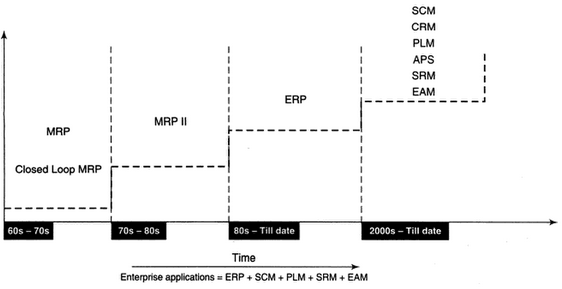 SCM
CRM
PLM
APS
SRM
EAM
ERP
MRP II
MRP
Closed Loop MRP
60s – 70s
70s – 80s
80s – Till date
2000s – Till date
Time
Enterprise applications = ERP + SCM + PLM + SRM + EAM